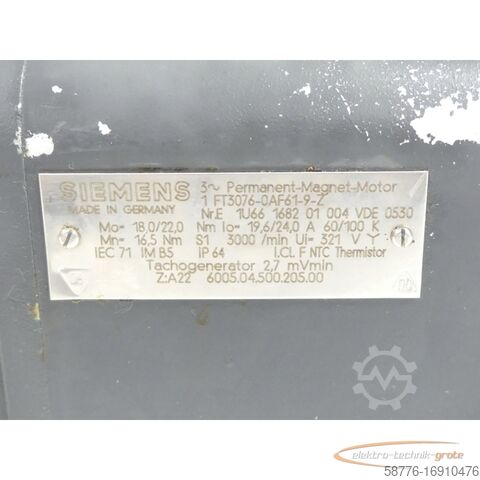 SIEMENS 3~ Permanent-Magnet-Motor
MADE IN GERMANY 1 FT3076-0AF61-9-Z
Nr.E 1U66 1682 01 004 VDE 0530
Mo= 18.0/22,0 Nm Io= 19,6/24,0 A 60/100 K
Mn= 16,5 Nm S1 3000/min Ui= 321 V Y
IEC 71 IM B5 IP 64 I.CL F NTC Thermistor
Tachogenerator 2,7 mVmin
Z:A22 6005.04.500.205.00
elektro-technik-grote
58776-16910476